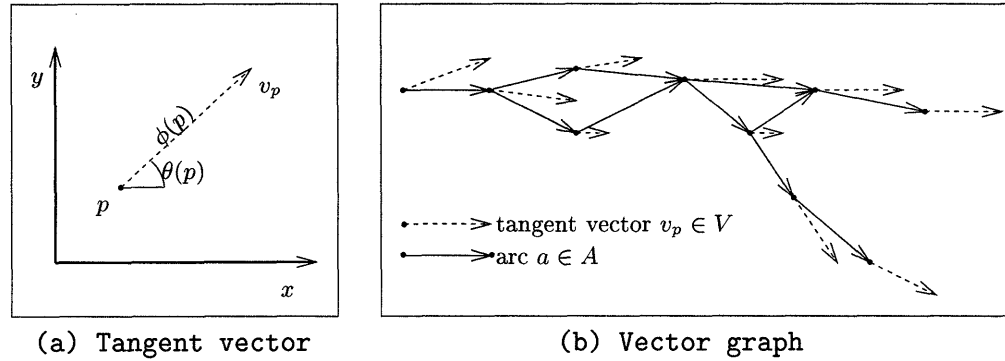 y
v_p
ϕ(p)
θ(p)
p
x
tangent vector v_p ∈ V
arc a ∈ A
(a) Tangent vector
(b) Vector graph